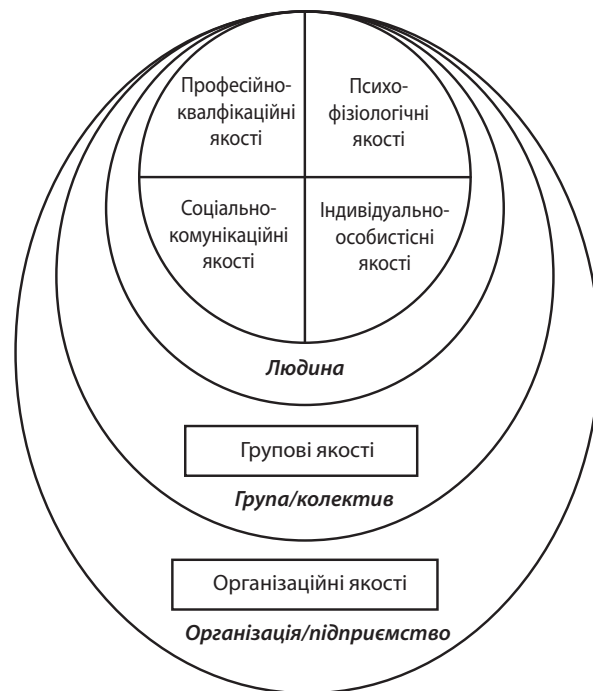 Професійно-
квалфікаційні
якості
Психо-
фізіологічні
якості
Соціально-
комунікаційні
якості
Індивідуально-
особистісні
якості
Людина
Групові якості
Група/колектив
Організаційні якості
Організація/підприємство